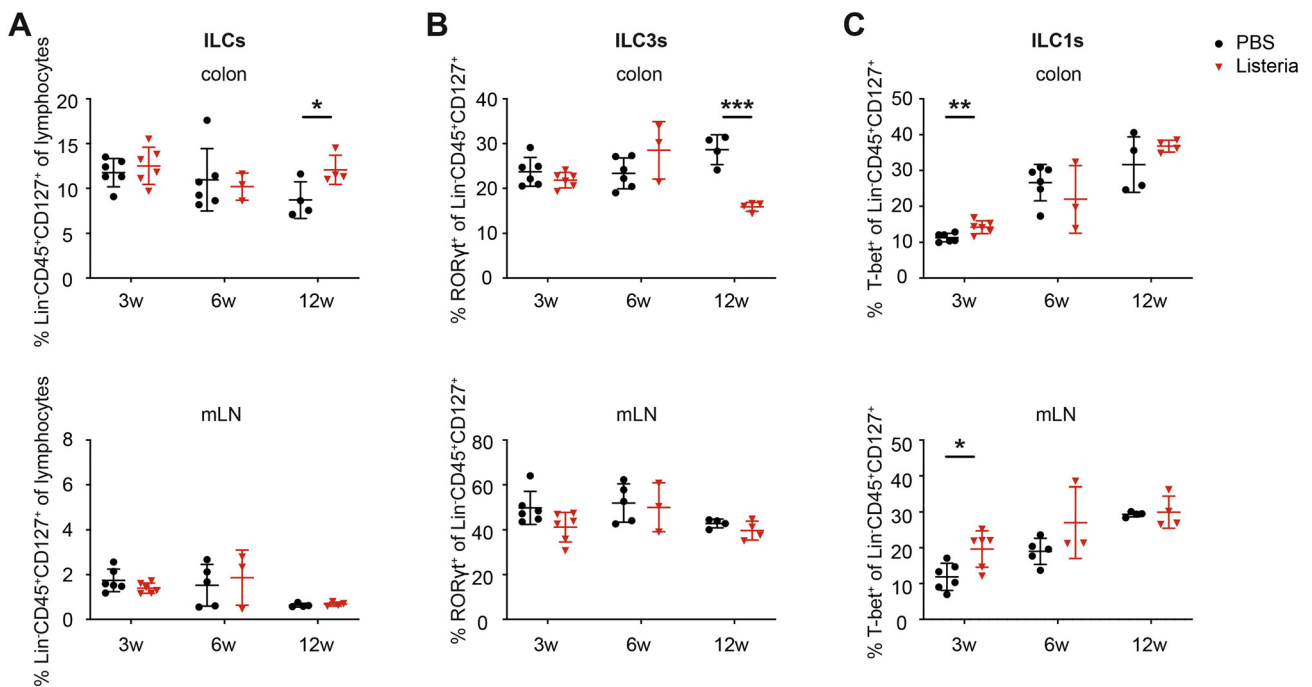 A
ILCs
colon
% Lin⁻CD45⁺CD127⁺ of lymphocytes
20
15
10
5
0
*
3w
6w
12w
B
ILC3s
colon
% RORγt⁺ of Lin⁻CD45⁺CD127⁺
40
30
20
10
0
***
3w
6w
12w
C
ILC1s
colon
% T-bet⁺ of Lin⁻CD45⁺CD127⁺
50
40
30
20
10
0
**
3w
6w
12w
PBS
Listeria
mLN
% Lin⁻CD45⁺CD127⁺ of lymphocytes
8
6
4
2
0
3w
6w
12w
mLN
% RORγt⁺ of Lin⁻CD45⁺CD127⁺
80
60
40
20
0
3w
6w
12w
mLN
% T-bet⁺ of Lin⁻CD45⁺CD127⁺
50
40
30
20
10
0
*
3w
6w
12w